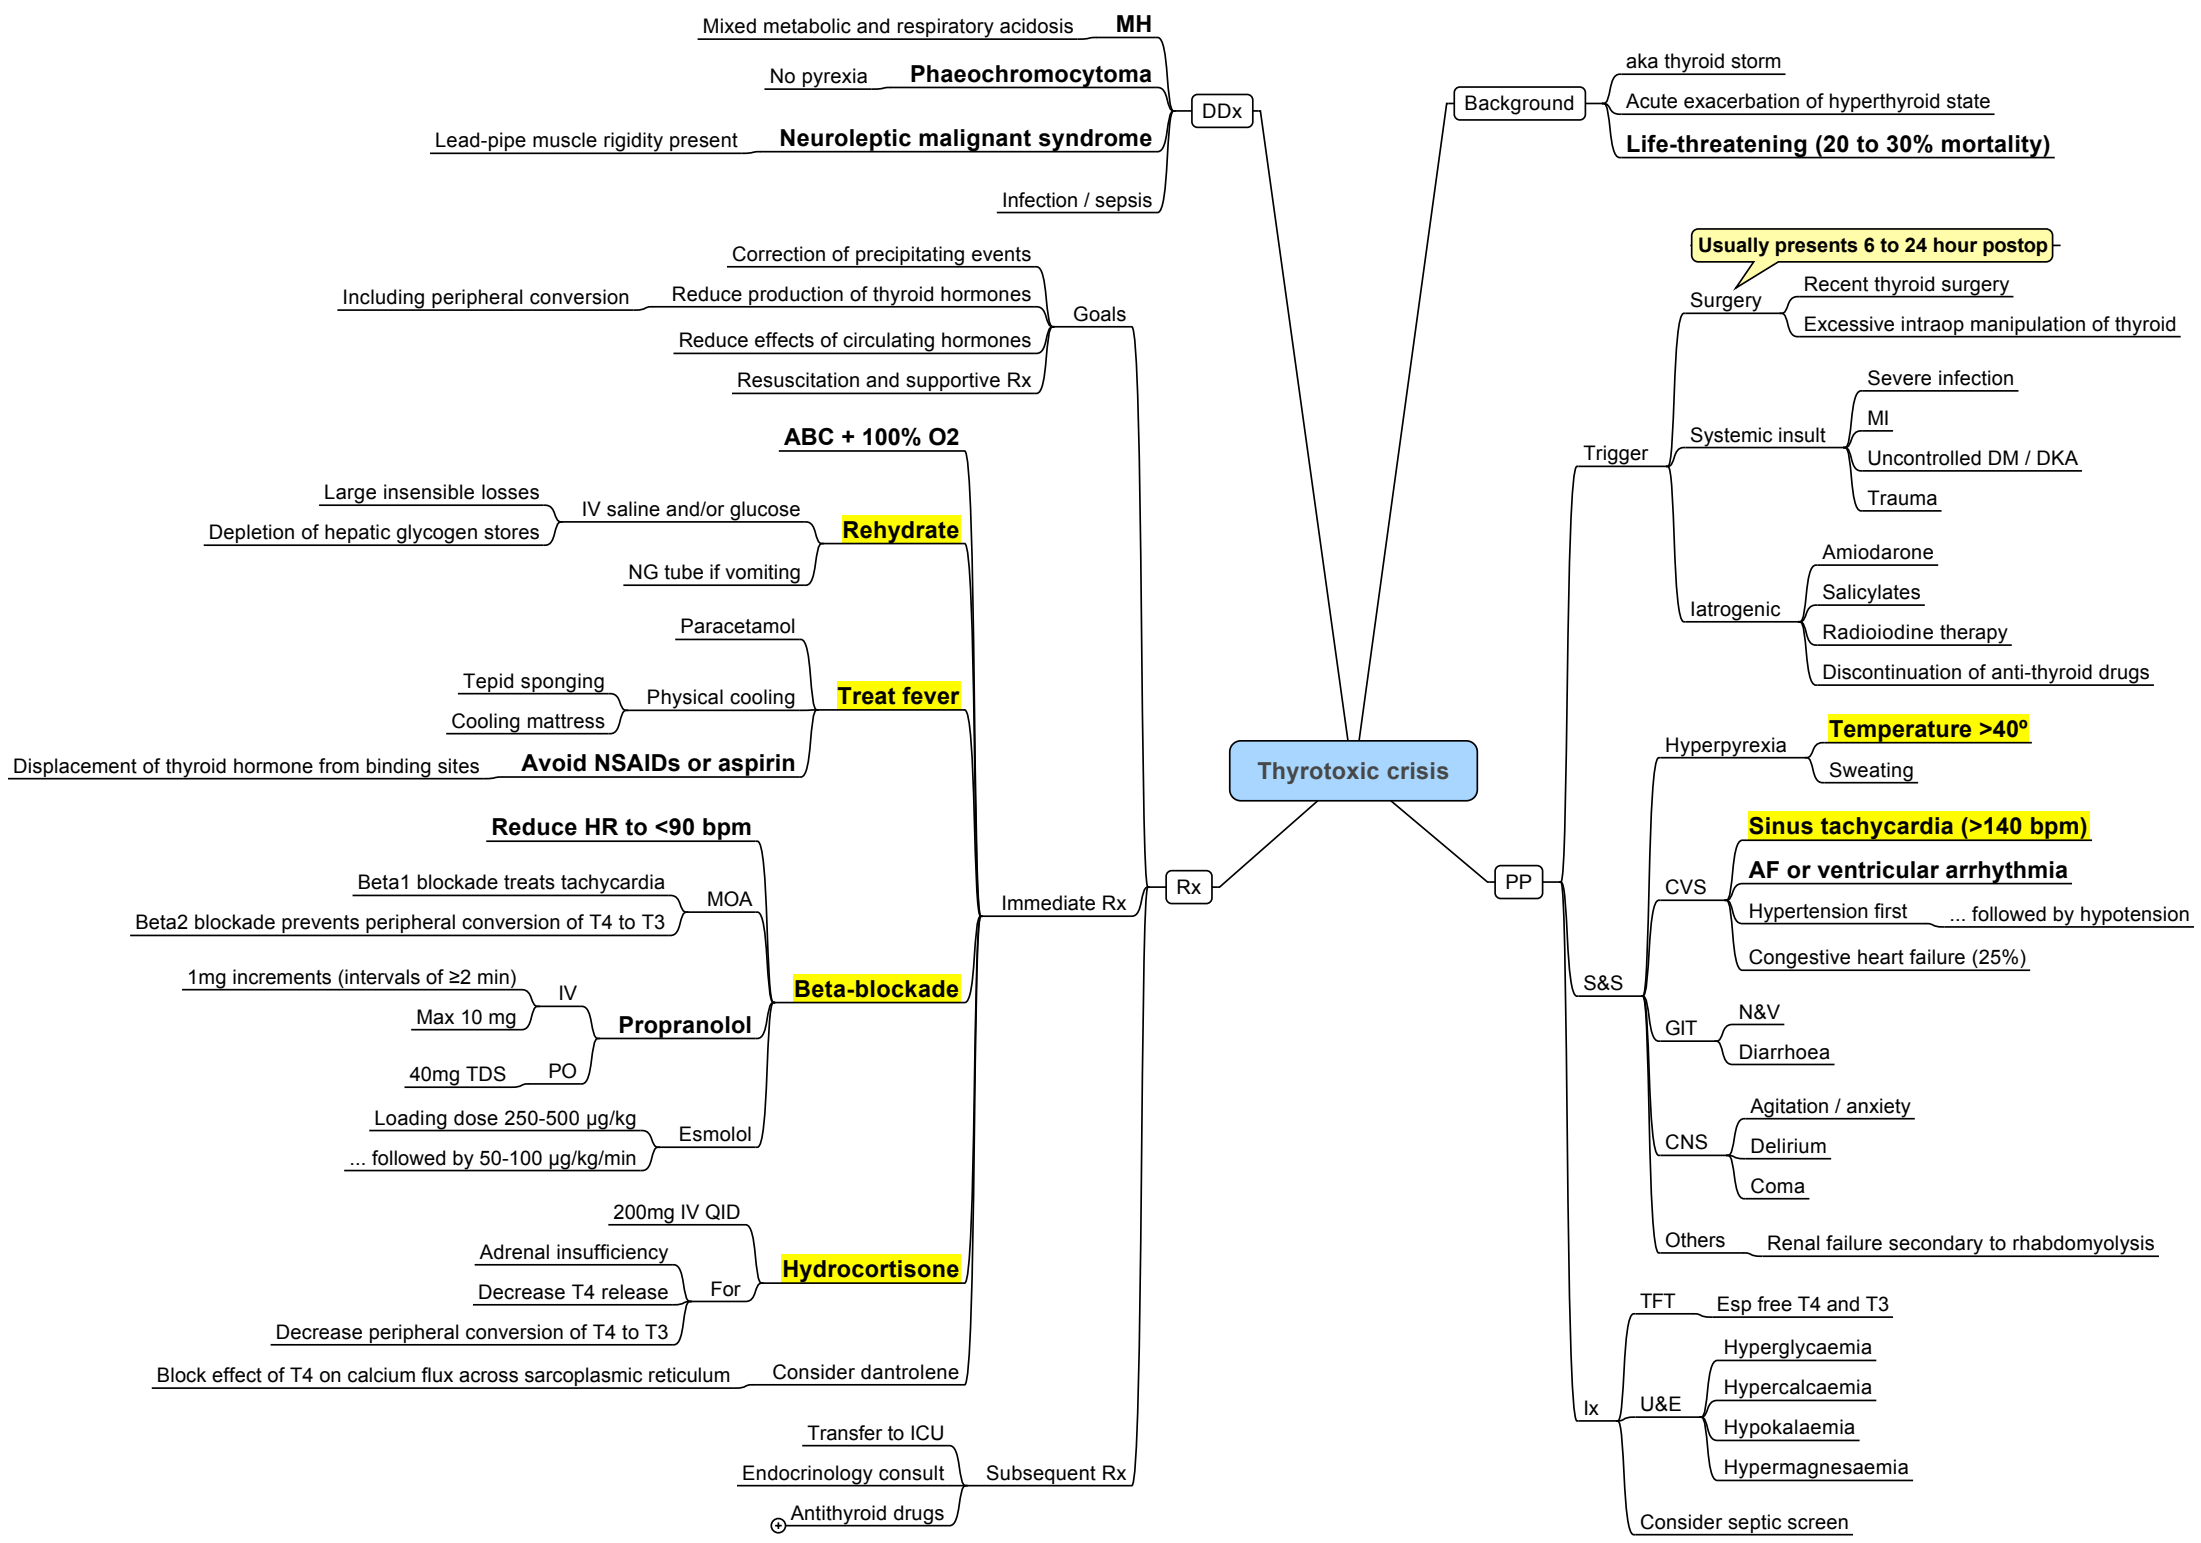 Thyrotoxic crisis
Background
aka thyroid storm
Acute exacerbation of hyperthyroid state
Life-threatening (20 to 30% mortality)
PP
Trigger
Usually presents 6 to 24 hour postop
Surgery
Recent thyroid surgery
Excessive intraop manipulation of thyroid
Systemic insult
Severe infection
MI
Uncontrolled DM / DKA
Trauma
Iatrogenic
Amiodarone
Salicylates
Radioiodine therapy
Discontinuation of anti-thyroid drugs
S&S
Hyperpyrexia
Temperature >40º
Sweating
CVS
Sinus tachycardia (>140 bpm)
AF or ventricular arrhythmia
Hypertension first
... followed by hypotension
Congestive heart failure (25%)
GIT
N&V
Diarrhoea
CNS
Agitation / anxiety
Delirium
Coma
Others
Renal failure secondary to rhabdomyolysis
Ix
TFT
Esp free T4 and T3
U&E
Hyperglycaemia
Hypercalcaemia
Hypokalaemia
Hypermagnesaemia
Consider septic screen
DDx
MH
Mixed metabolic and respiratory acidosis
Phaeochromocytoma
No pyrexia
Neuroleptic malignant syndrome
Lead-pipe muscle rigidity present
Infection / sepsis
Rx
Goals
Correction of precipitating events
Reduce production of thyroid hormones
Including peripheral conversion
Reduce effects of circulating hormones
Resuscitation and supportive Rx
Immediate Rx
ABC + 100% O2
Rehydrate
IV saline and/or glucose
Large insensible losses
Depletion of hepatic glycogen stores
NG tube if vomiting
Treat fever
Paracetamol
Physical cooling
Tepid sponging
Cooling mattress
Avoid NSAIDs or aspirin
Displacement of thyroid hormone from binding sites
Beta-blockade
Reduce HR to <90 bpm
MOA
Beta1 blockade treats tachycardia
Beta2 blockade prevents peripheral conversion of T4 to T3
Propranolol
IV
1mg increments (intervals of ≥2 min)
Max 10 mg
PO
40mg TDS
Esmolol
Loading dose 250-500 µg/kg
... followed by 50-100 µg/kg/min
Hydrocortisone
200mg IV QID
For
Adrenal insufficiency
Decrease T4 release
Decrease peripheral conversion of T4 to T3
Consider dantrolene
Block effect of T4 on calcium flux across sarcoplasmic reticulum
Subsequent Rx
Transfer to ICU
Endocrinology consult
Antithyroid drugs